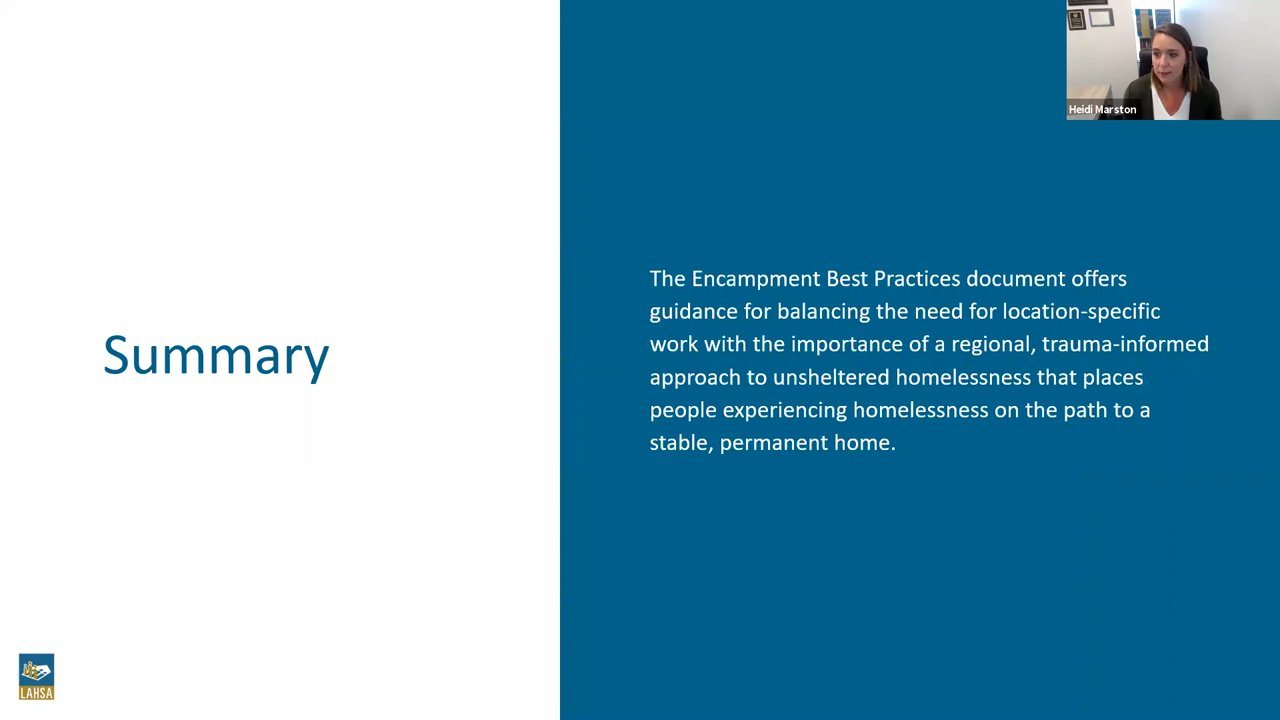 Heidi Marston
Summary
The Encampment Best Practices document offers
guidance for balancing the need for location-specific
work with the importance of a regional, trauma-informed
approach to unsheltered homelessness that places
people experiencing homelessness on the path to a
stable, permanent home.
LAHSA